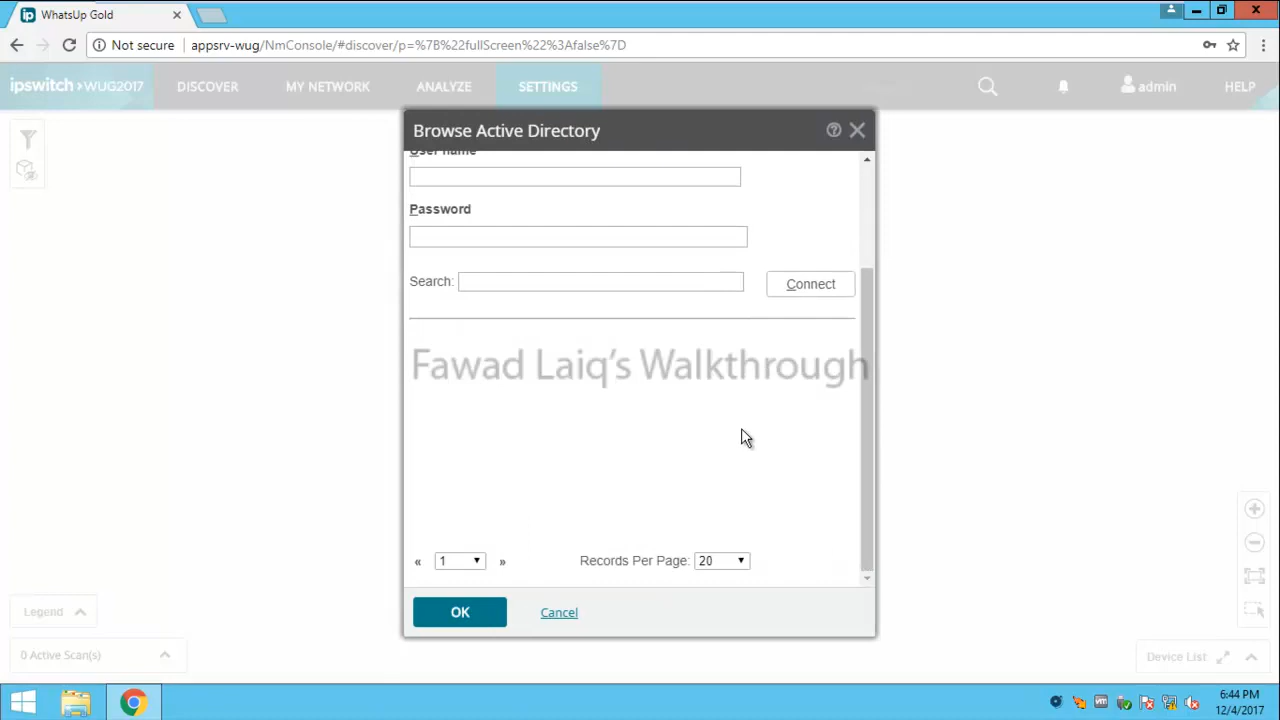 WhatsUp Gold
Not secure
appsrv-wug/NmConsole/#discover/p=%7B%22fullScreen%22%3Afalse%7D
ipswitch WUG2017
DISCOVER
MY NETWORK
ANALYZE
SETTINGS
admin
HELP
Browse Active Directory
User name
Password
Search:
Connect
Fawad Laiq's Walkthrough
« 1 »
Records Per Page: 20
OK
Cancel
Legend
0 Active Scan(s)
Device List
6:44 PM
12/4/2017